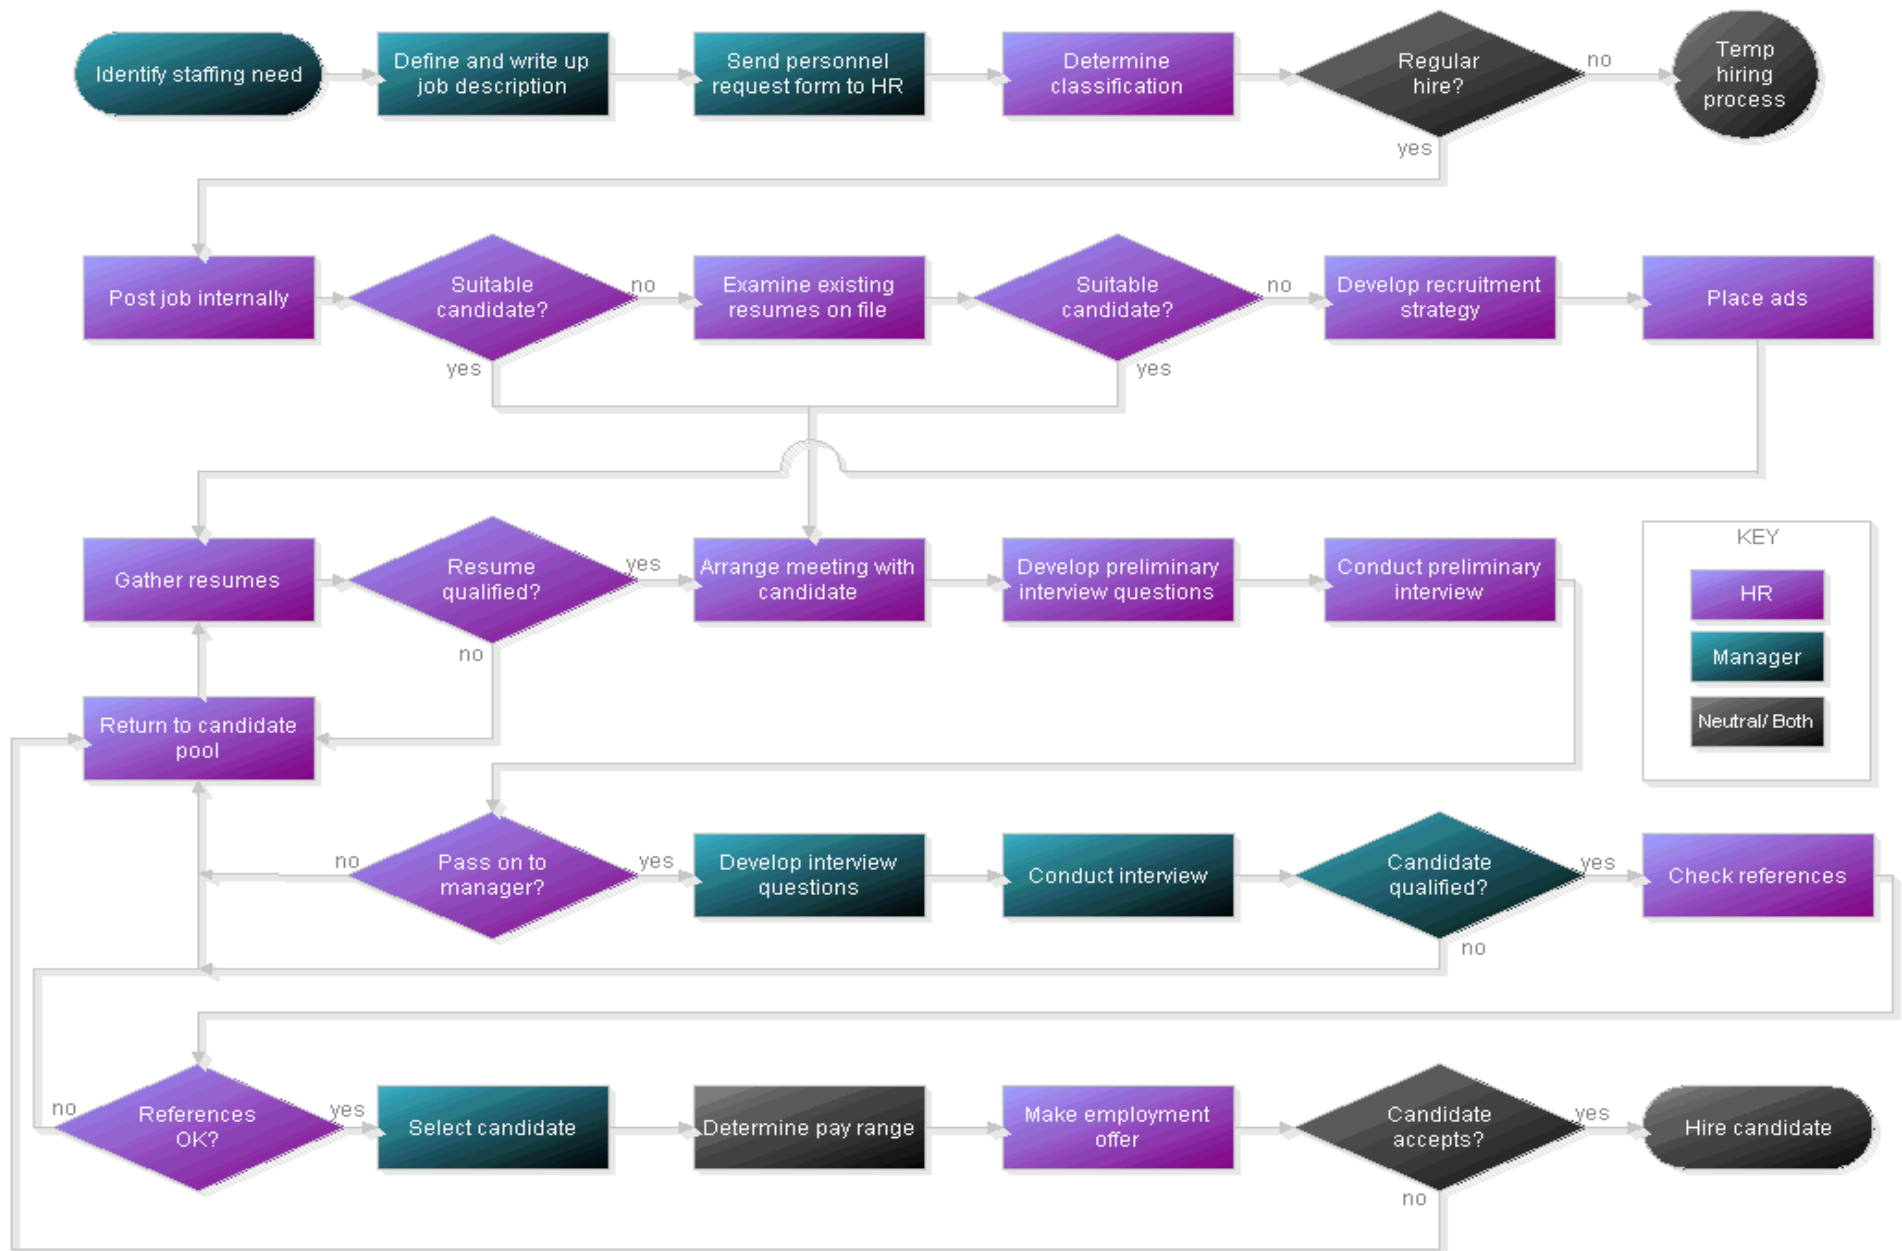 Identify staffing need
Define and write up
job description
Send personnel
request form to HR
Determine
classification
Regular
hire?
no
Temp
hiring
process
yes
Post job internally
Suitable
candidate?
no
Examine existing
resumes on file
Suitable
candidate?
no
Develop recruitment
strategy
Place ads
yes
yes
Gather resumes
Resume
qualified?
yes
Arrange meeting with
candidate
Develop preliminary
interview questions
Conduct preliminary
interview
KEY
HR
Manager
Neutral/ Both
no
Return to candidate
pool
no
Pass on to
manager?
yes
Develop interview
questions
Conduct interview
Candidate
qualified?
yes
Check references
no
no
References
OK?
yes
Select candidate
Determine pay range
Make employment
offer
Candidate
accepts?
yes
Hire candidate
no